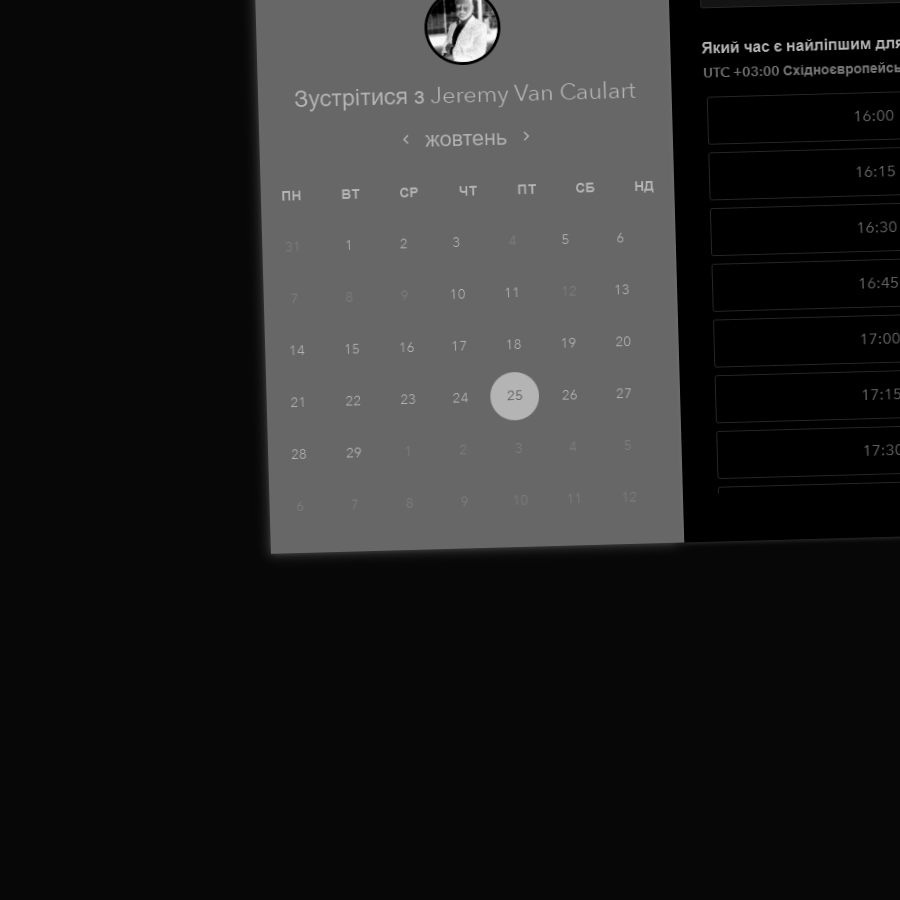 Зустрітися з Jeremy Van Caulart
‹ жовтень ›
ПН ВТ СР ЧТ ПТ СБ НД
31 1 2 3 4 5 6
7 8 9 10 11 12 13
14 15 16 17 18 19 20
21 22 23 24 25 26 27
28 29 1 2 3 4 5
6 7 8 9 10 11 12
Який час є найліпшим для
UTC +03:00
16:00
16:15
16:30
16:45
17:00
17:15
17:30